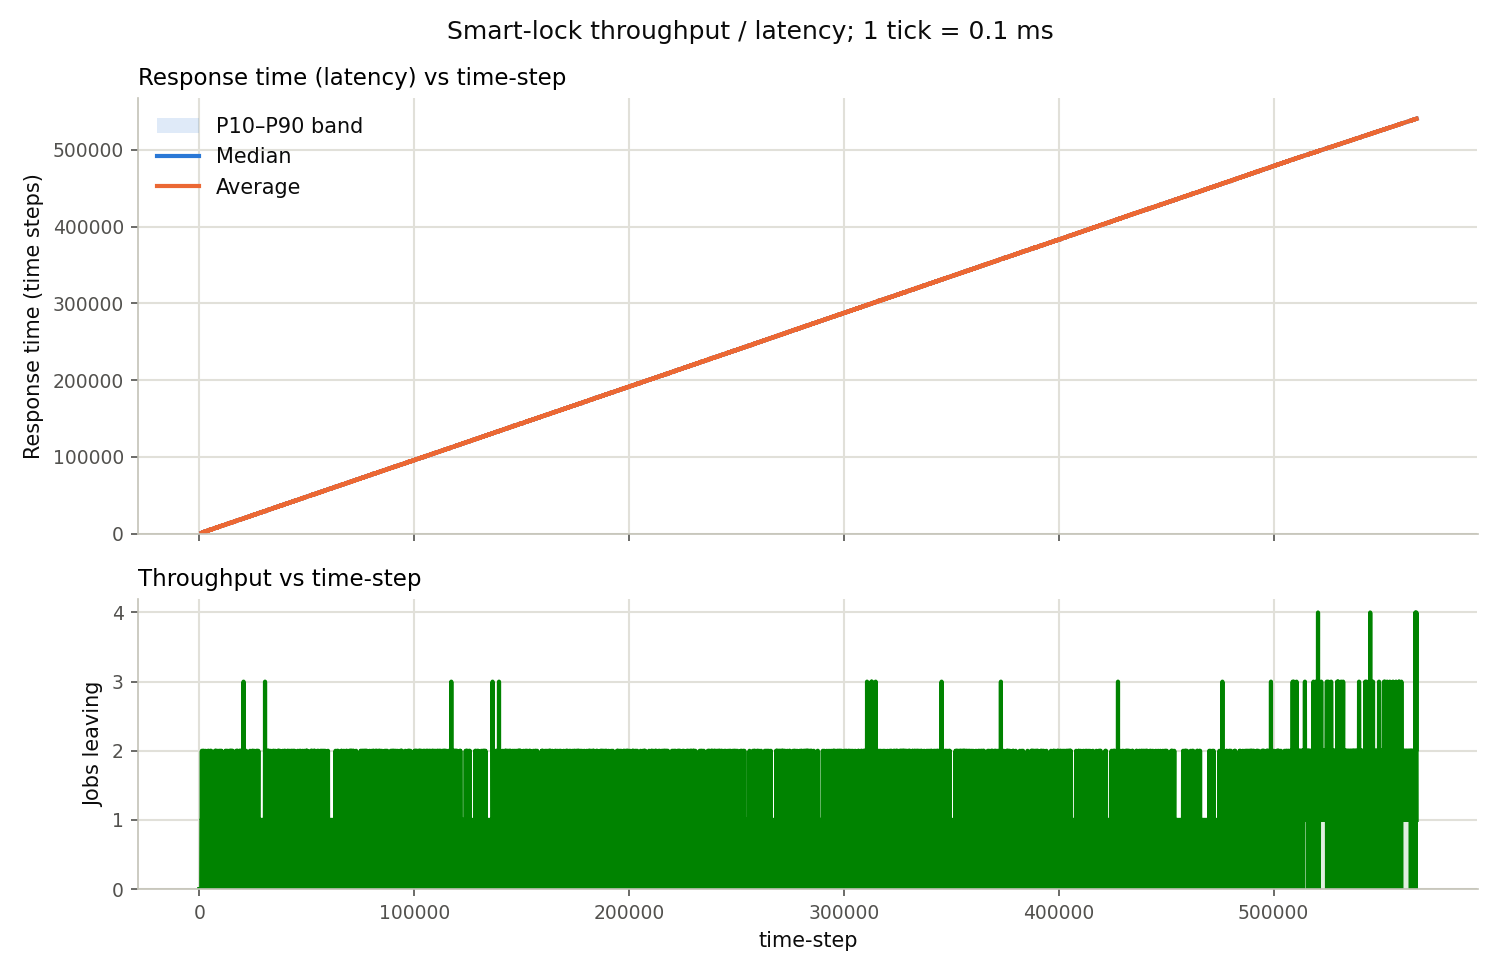 Smart-lock throughput / latency; 1 tick = 0.1 ms
Response time (latency) vs time-step
P10–P90 band
Median
Average
Response time (time steps)
500000
400000
300000
200000
100000
0
Throughput vs time-step
Jobs leaving
4
3
2
1
0
0 100000 200000 300000 400000 500000
time-step